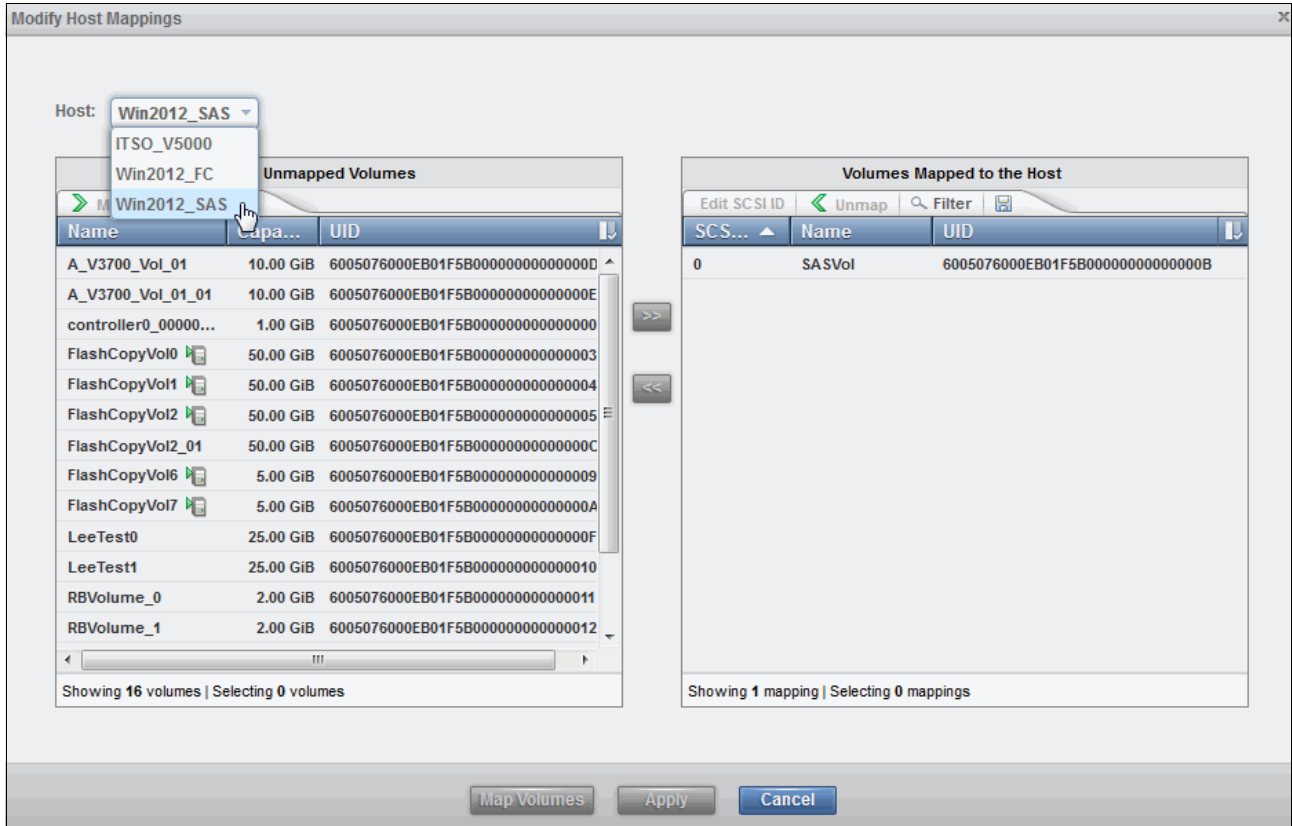 Modify Host Mappings x
Host: Win2012_SAS
ITSO_V5000
Win2012_FC
Win2012_SAS
Unmapped Volumes
M
Name Capa... UID
A_V3700_Vol_01 10.00 GiB 6005076000EB01F5B00000000000000D
A_V3700_Vol_01_01 10.00 GiB 6005076000EB01F5B00000000000000E
controller0_00000... 1.00 GiB 6005076000EB01F5B000000000000000
FlashCopyVol0 50.00 GiB 6005076000EB01F5B000000000000003
FlashCopyVol1 50.00 GiB 6005076000EB01F5B000000000000004
FlashCopyVol2 50.00 GiB 6005076000EB01F5B000000000000005
FlashCopyVol2_01 50.00 GiB 6005076000EB01F5B00000000000000C
FlashCopyVol6 5.00 GiB 6005076000EB01F5B000000000000009
FlashCopyVol7 5.00 GiB 6005076000EB01F5B00000000000000A
LeeTest0 25.00 GiB 6005076000EB01F5B00000000000000F
LeeTest1 25.00 GiB 6005076000EB01F5B000000000000010
RBVolume_0 2.00 GiB 6005076000EB01F5B000000000000011
RBVolume_1 2.00 GiB 6005076000EB01F5B000000000000012
Showing 16 volumes | Selecting 0 volumes
>>
<<
Volumes Mapped to the Host
Edit SCSI ID Unmap Filter
SCS... Name UID
0 SASVol 6005076000EB01F5B00000000000000B
Showing 1 mapping | Selecting 0 mappings
Map Volumes Apply Cancel